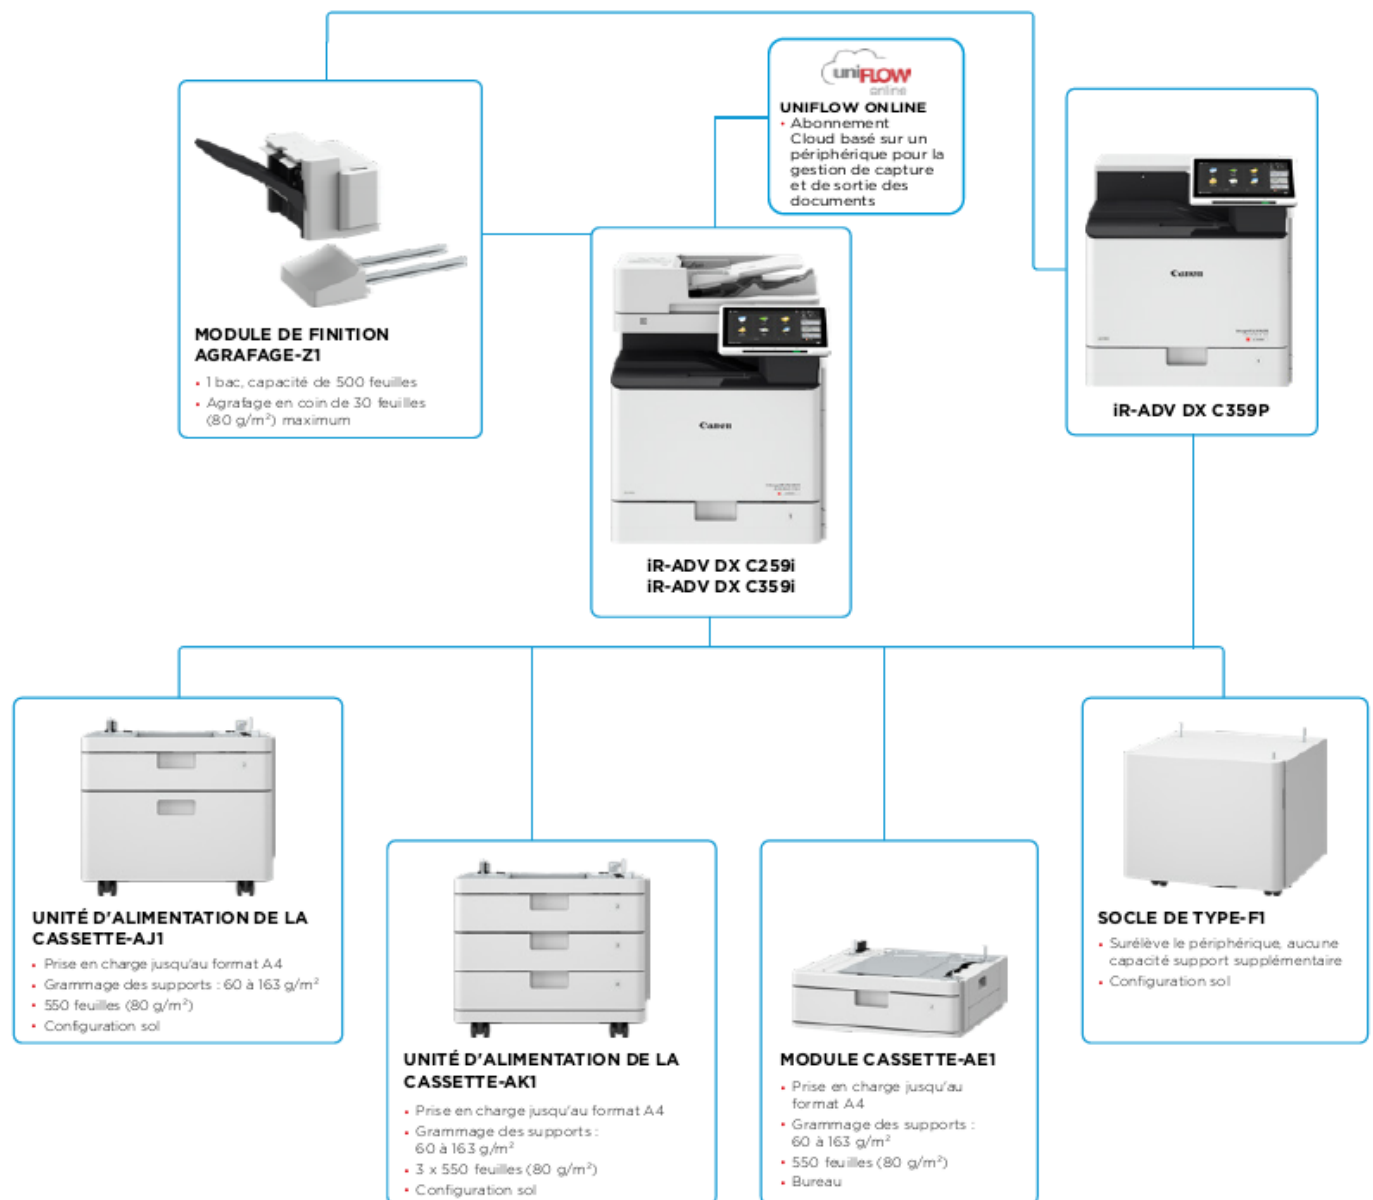 uniFLOW
online
UNIFLOW ONLINE
• Abonnement
Cloud basé sur un
périphérique pour la
gestion de capture
et de sortie des
documents
MODULE DE FINITION
AGRAFAGE-Z1
• 1 bac, capacité de 500 feuilles
• Agrafage en coin de 30 feuilles
(80 g/m²) maximum
Canon
iR-ADV DX C259i
iR-ADV DX C359i
Canon
iR-ADV DX C359P
UNITÉ D'ALIMENTATION DE LA
CASSETTE-AJ1
• Prise en charge jusqu'au format A4
• Grammage des supports : 60 à 163 g/m²
• 550 feuilles (80 g/m²)
• Configuration sol
UNITÉ D'ALIMENTATION DE LA
CASSETTE-AK1
• Prise en charge jusqu'au format A4
• Grammage des supports :
60 à 163 g/m²
• 3 x 550 feuilles (80 g/m²)
• Configuration sol
MODULE CASSETTE-AE1
• Prise en charge jusqu'au
format A4
• Grammage des supports :
60 à 163 g/m²
• 550 feuilles (80 g/m²)
• Bureau
SOCLE DE TYPE-F1
• Surélève le périphérique, aucune
capacité support supplémentaire
• Configuration sol